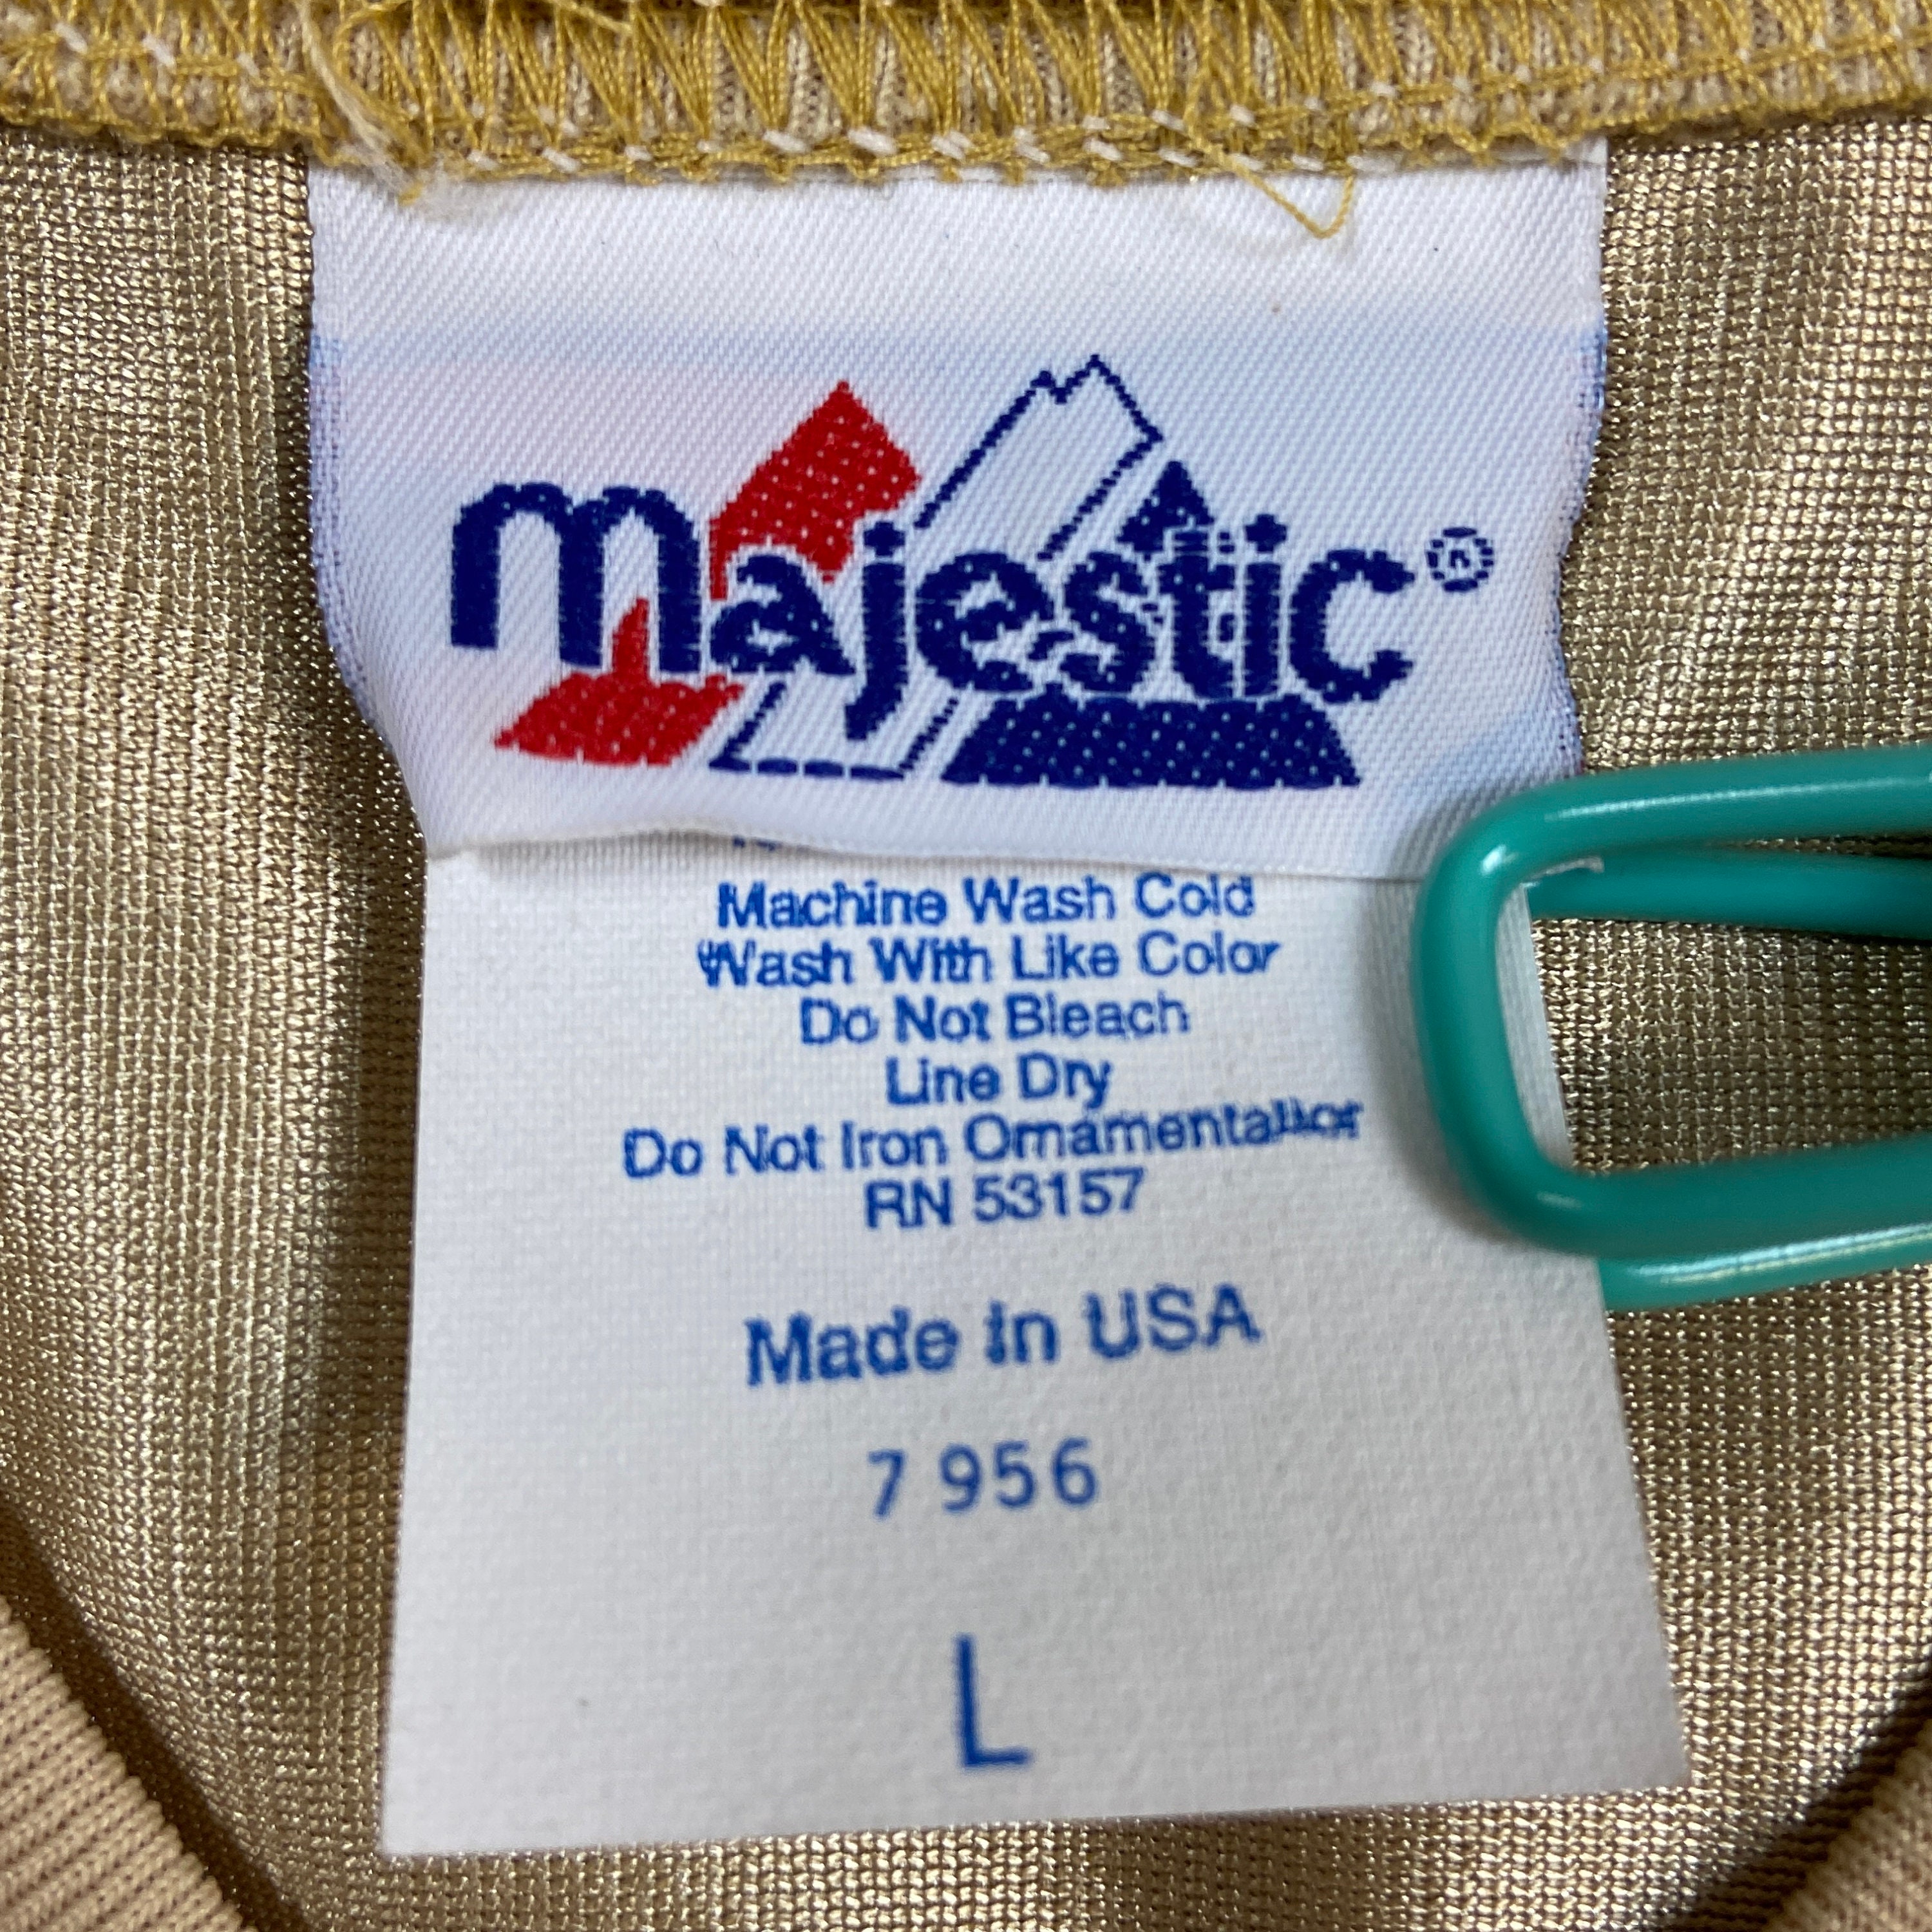 majestic®
Machine Wash Cold
Wash With Like Color
Do Not Bleach
Line Dry
Do Not Iron Ornamentation
RN 53157
Made in USA
7 956
L